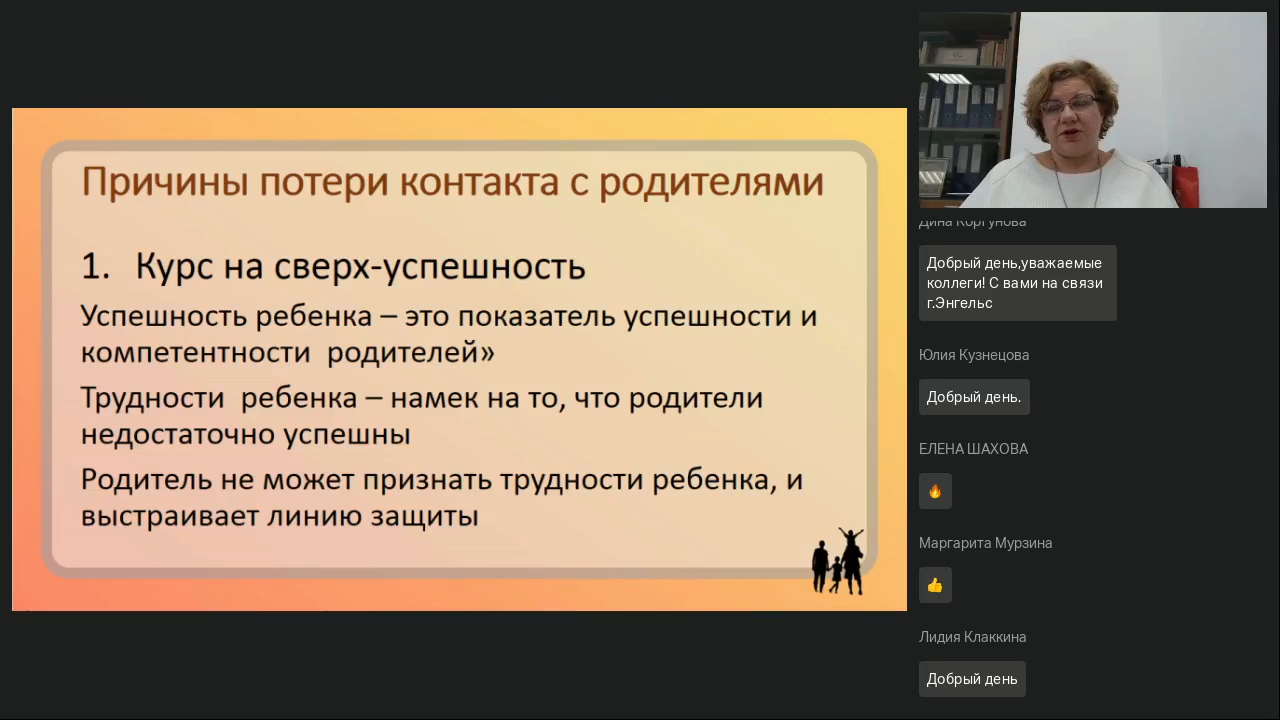 Причины потери контакта с родителями
1. Курс на сверх-успешность
Успешность ребенка – это показатель успешности и
компетентности родителей»
Трудности ребенка – намек на то, что родители
недостаточно успешны
Родитель не может признать трудности ребенка, и
выстраивает линию защиты
Дина Коргунова
Добрый день,уважаемые
коллеги! С вами на связи
г.Энгельс
Юлия Кузнецова
Добрый день.
ЕЛЕНА ШАХОВА
🔥
Маргарита Мурзина
👍
Лидия Клаккина
Добрый день